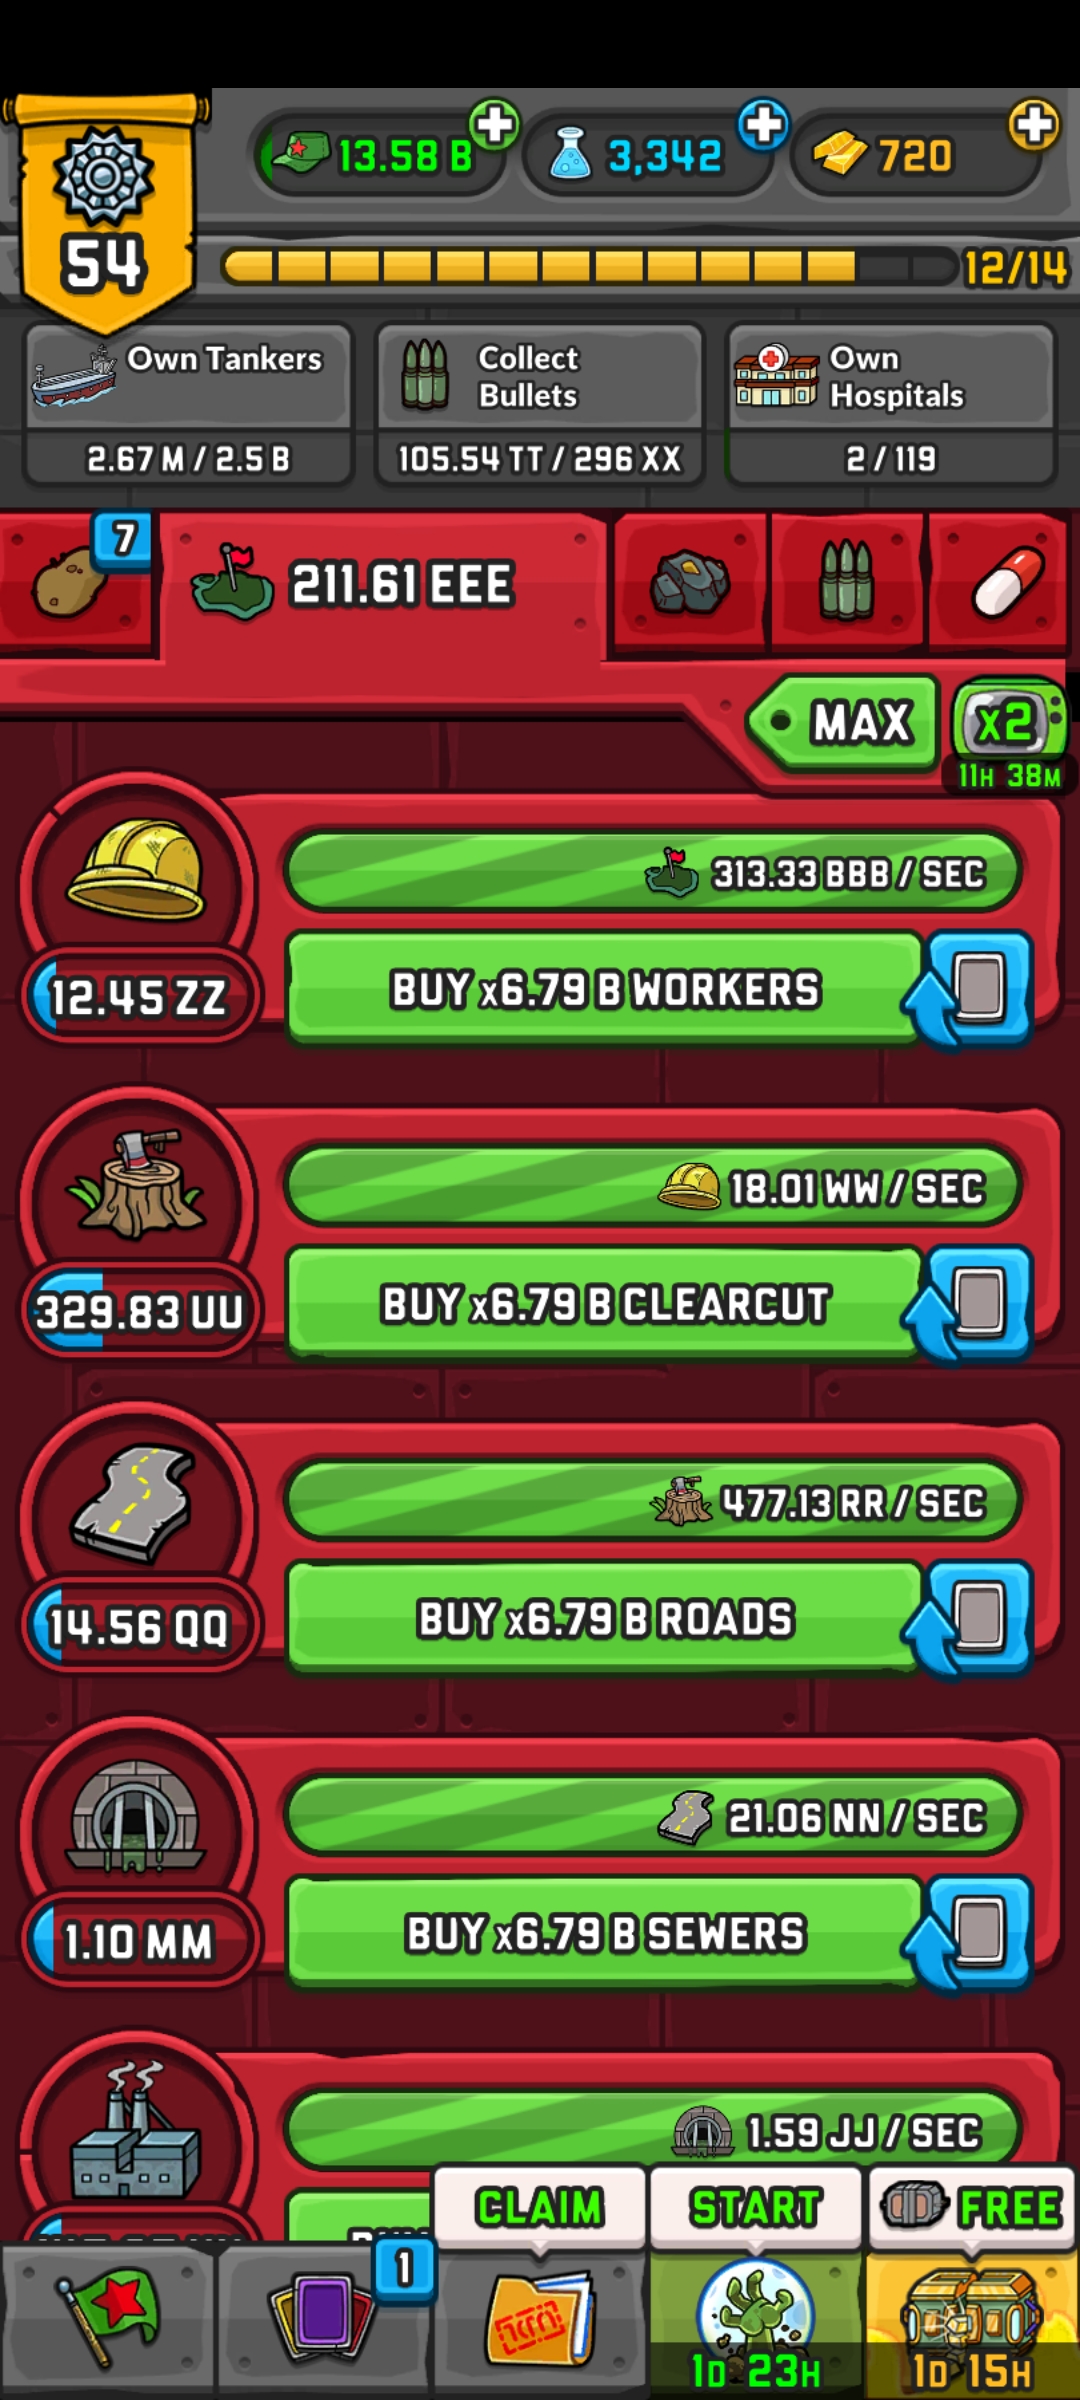 13.58 B
3,342
720
54
12/14
Own Tankers
2.67 M / 2.5 B
Collect
Bullets
105.54 TT / 296 XX
Own
Hospitals
2 / 119
7
211.61 EEE
MAX
x2
11H 38M
313.33 BBB / SEC
12.45 ZZ
BUY x6.79 B WORKERS
18.01 WW / SEC
329.83 UU
BUY x6.79 B CLEARCUT
477.13 RR / SEC
14.56 QQ
BUY x6.79 B ROADS
21.06 NN / SEC
1.10 MM
BUY x6.79 B SEWERS
1.59 JJ / SEC
CLAIM
START
FREE
1
1D 23H
1D 15H